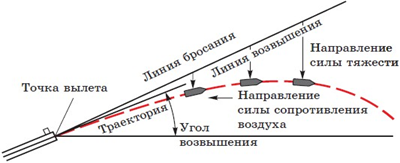 Линия бросания
Линия возвышения
Направление
силы тяжести
Точка вылета
Траектория
Направление
силы сопротивления
воздуха
Угол
возвышения